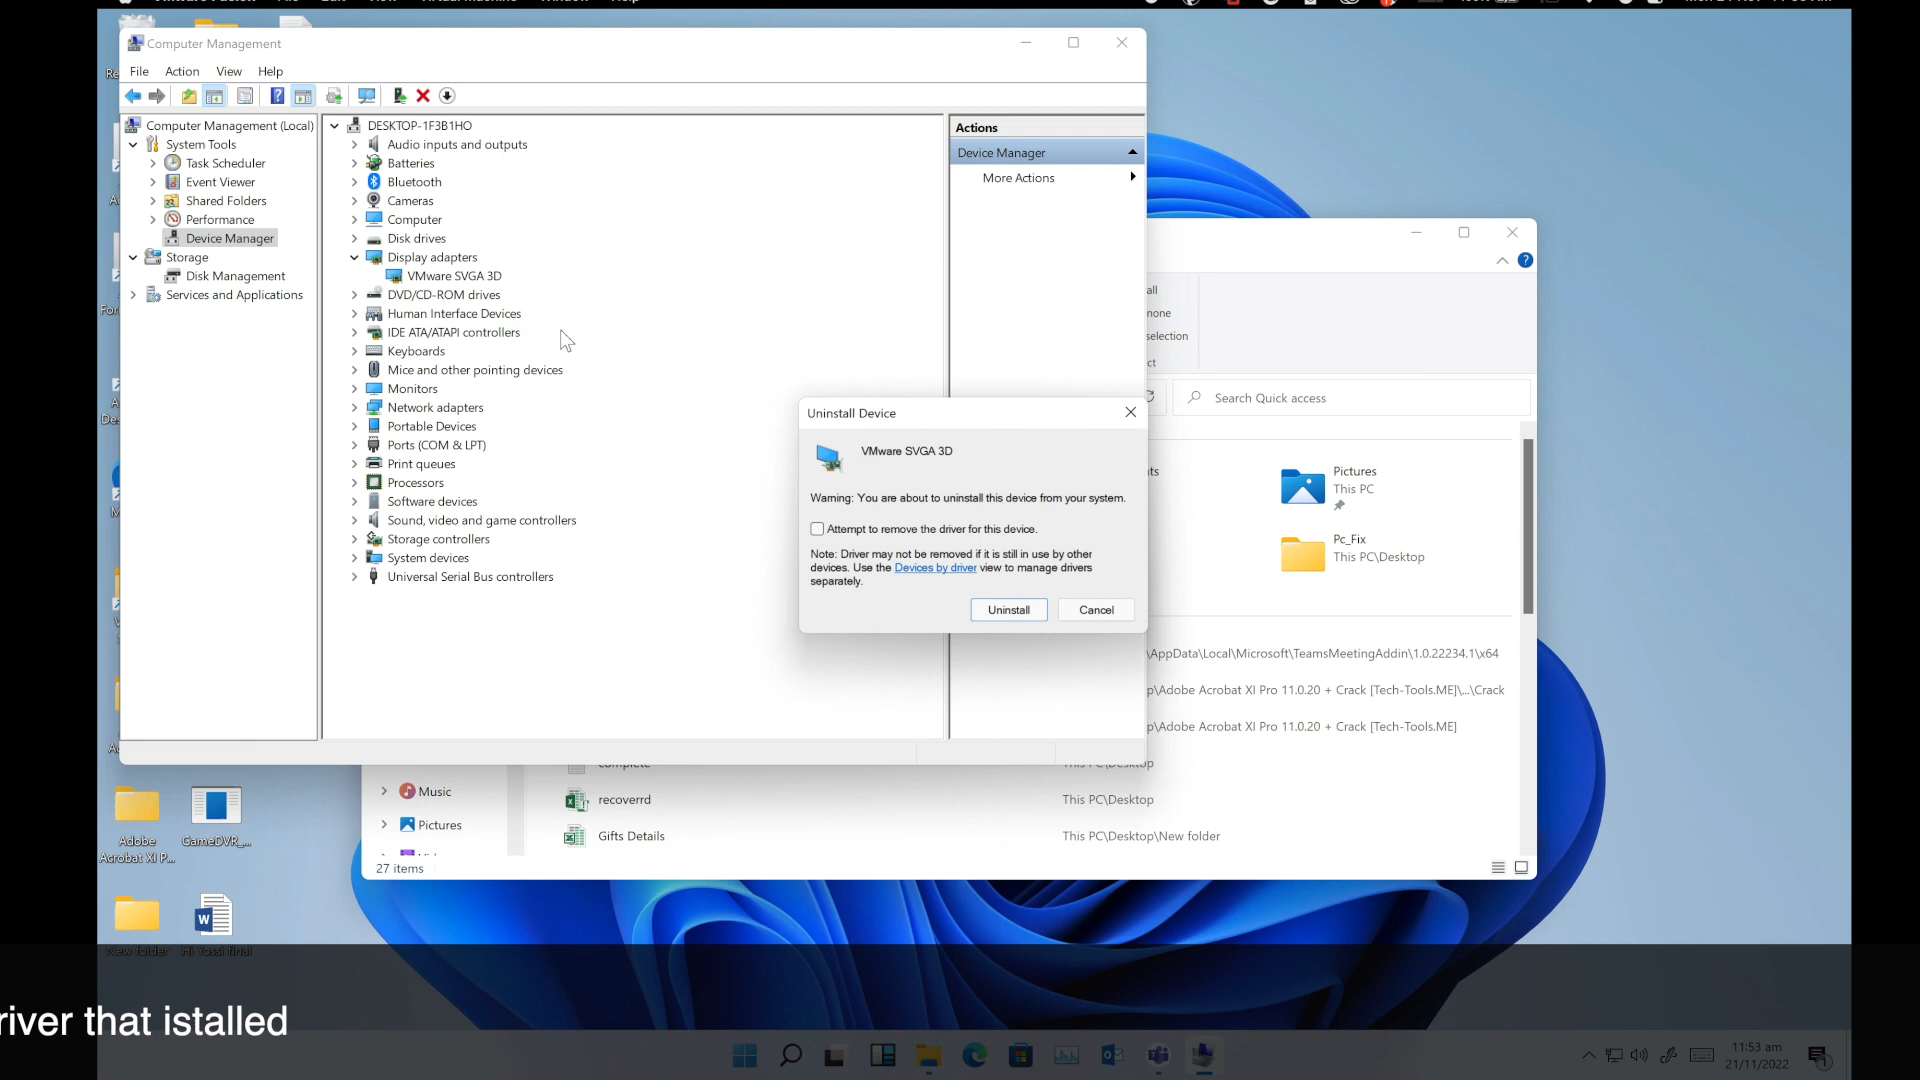 Computer Management
File Action View Help
Computer Management (Local)
System Tools
Task Scheduler
Event Viewer
Shared Folders
Performance
Device Manager
Storage
Disk Management
Services and Applications
DESKTOP-1F3B1HO
Audio inputs and outputs
Batteries
Bluetooth
Cameras
Computer
Disk drives
Display adapters
VMware SVGA 3D
DVD/CD-ROM drives
Human Interface Devices
IDE ATA/ATAPI controllers
Keyboards
Mice and other pointing devices
Monitors
Network adapters
Portable Devices
Ports (COM & LPT)
Print queues
Processors
Software devices
Sound, video and game controllers
Storage controllers
System devices
Universal Serial Bus controllers
Actions
Device Manager
More Actions
Uninstall Device
VMware SVGA 3D
Warning: You are about to uninstall this device from your system.
Attempt to remove the driver for this device.
Note: Driver may not be removed if it is still in use by other
devices. Use the Devices by driver view to manage drivers
separately.
Uninstall Cancel
all
none
selection
ct
Search Quick access
ts
Pictures
This PC
Pc_Fix
This PC\Desktop
\AppData\Local\Microsoft\TeamsMeetingAddin\1.0.22234.1\x64
p\Adobe Acrobat XI Pro 11.0.20 + Crack [Tech-Tools.ME]\...\Crack
p\Adobe Acrobat XI Pro 11.0.20 + Crack [Tech-Tools.ME]
Music
Pictures
recoverrd This PC\Desktop
Gifts Details This PC\Desktop\New folder
27 items
Adobe
Acrobat XI P...
GameDVR_...
New folder
Hi Yossi final
river that istalled
11:53 am
21/11/2022